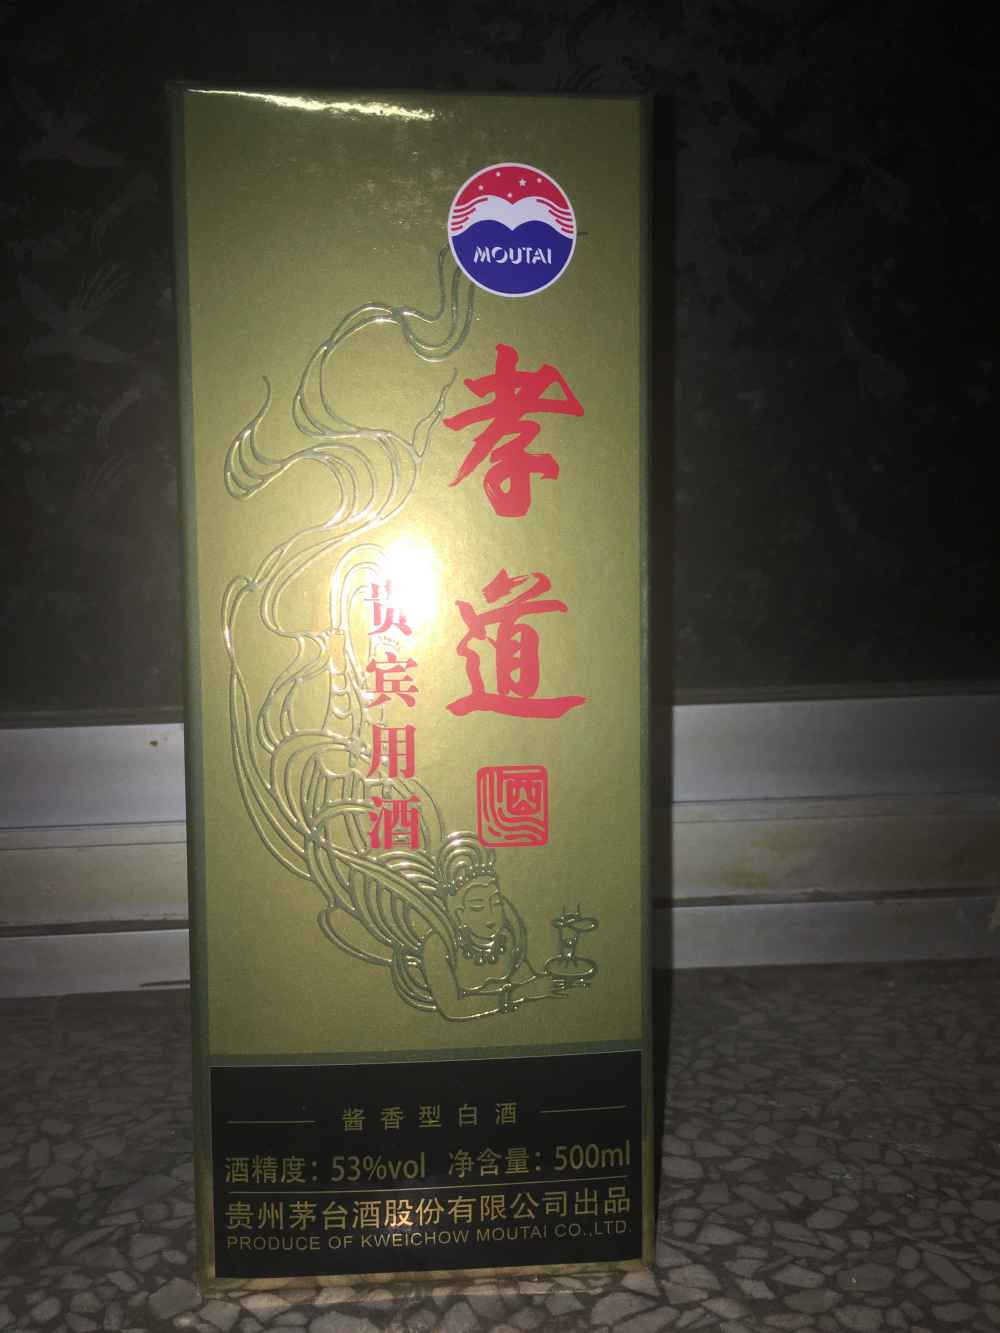 MOUTAI
孝道
贵宾用酒
酒
酱香型白酒
酒精度：53%vol 净含量：500ml
贵州茅台酒股份有限公司出品
PRODUCE OF KWEICHOW MOUTAI CO.,LTD.